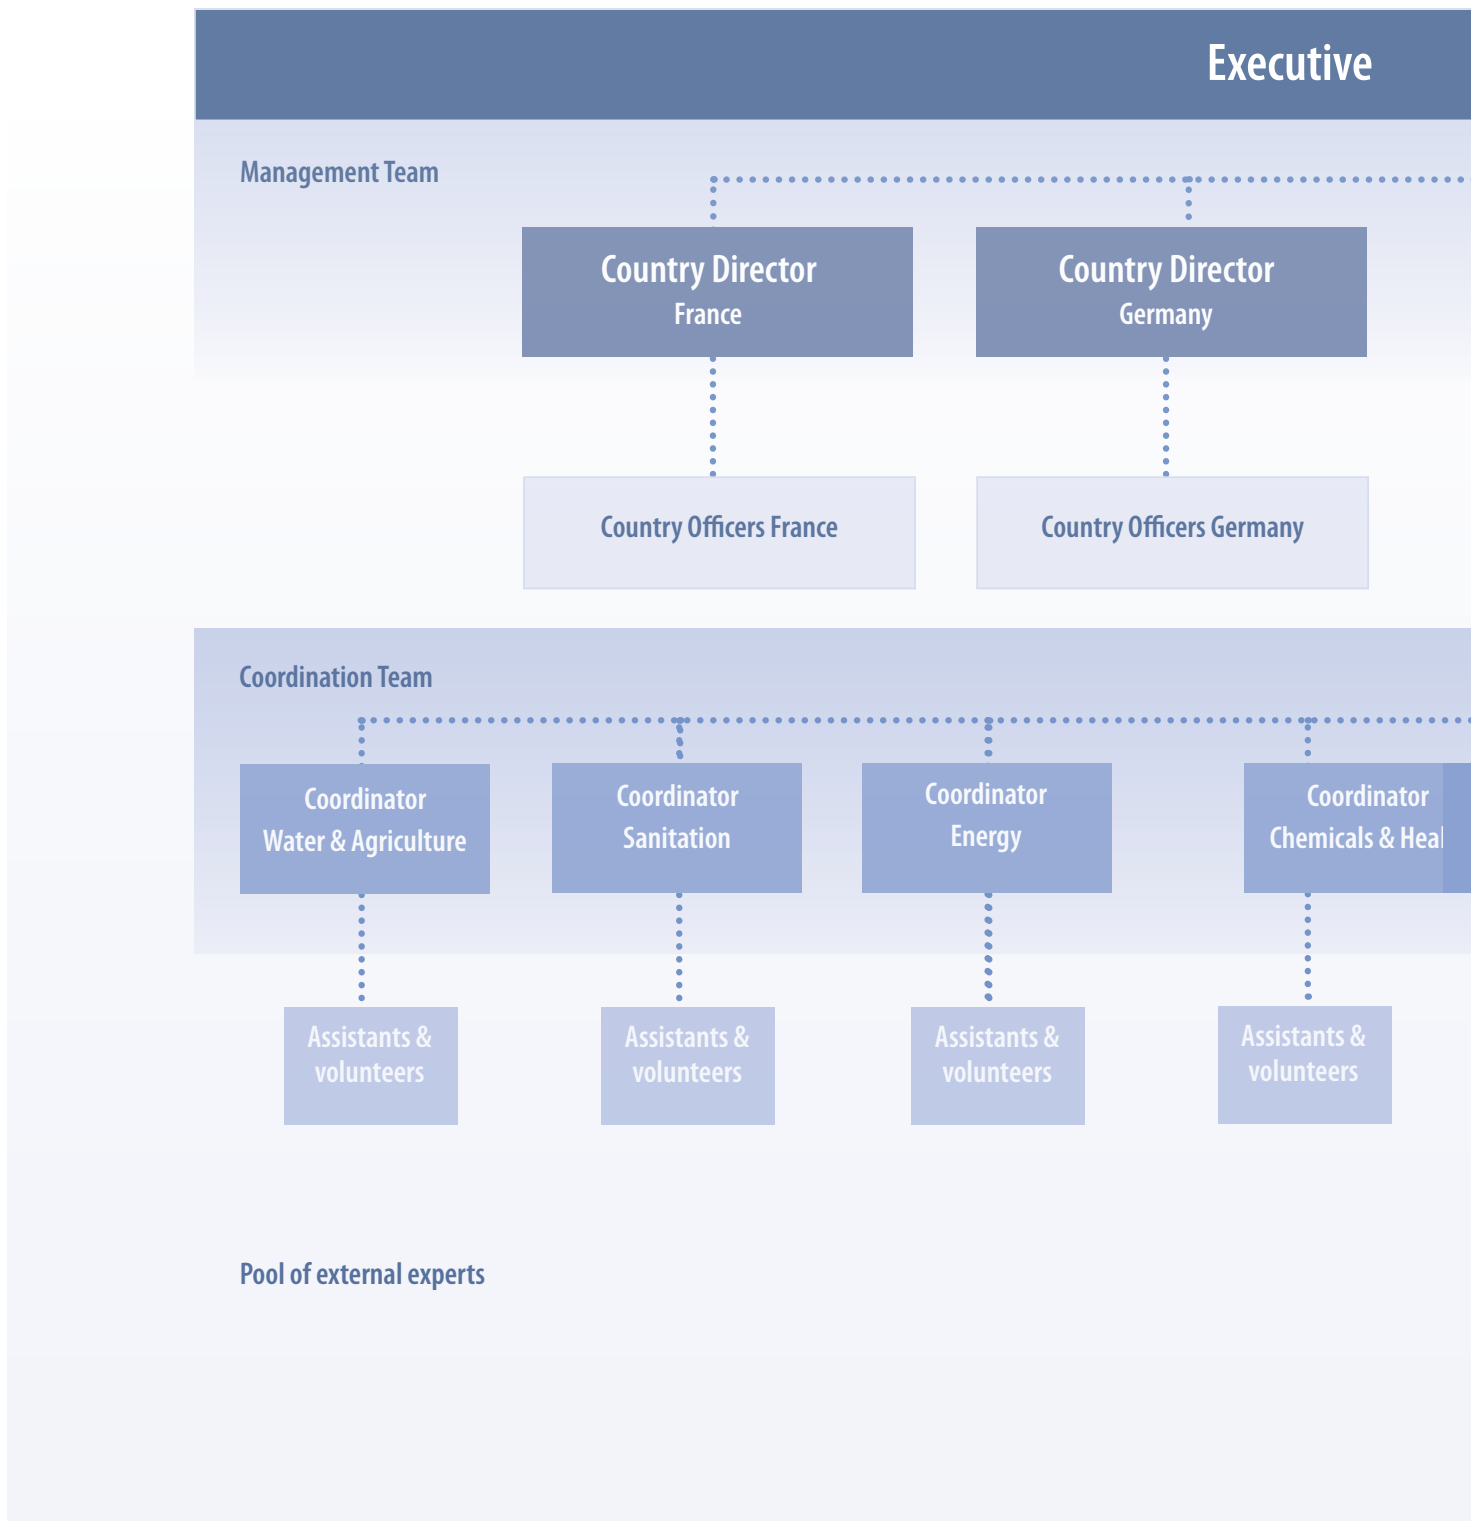 Executive
Management Team
Country Director
France
Country Director
Germany
Country Officers France
Country Officers Germany
Coordination Team
Coordinator
Water & Agriculture
Coordinator
Sanitation
Coordinator
Energy
Coordinator
Chemicals &
Assistants &
volunteers
Assistants &
volunteers
Assistants &
volunteers
Assistants &
volunteers
Pool of external experts